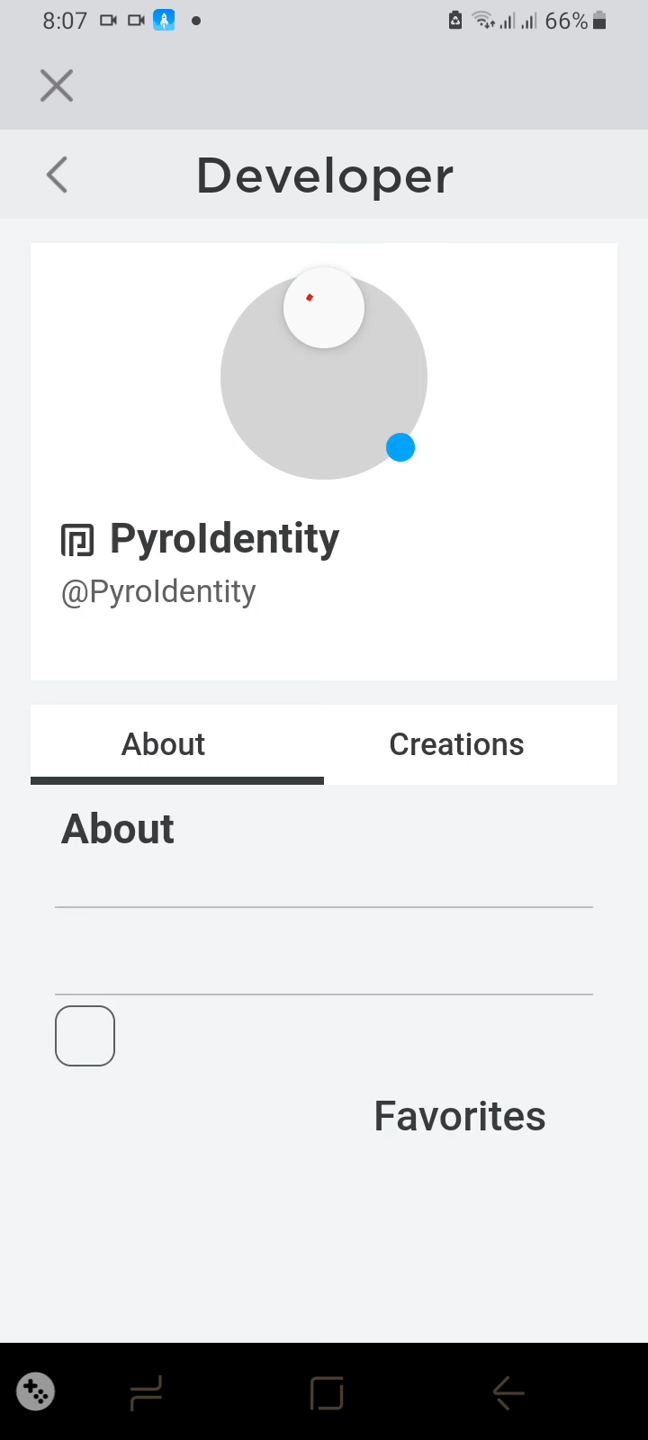 8:07 66%
Developer
PyroIdentity
@PyroIdentity
About Creations
About
Favorites